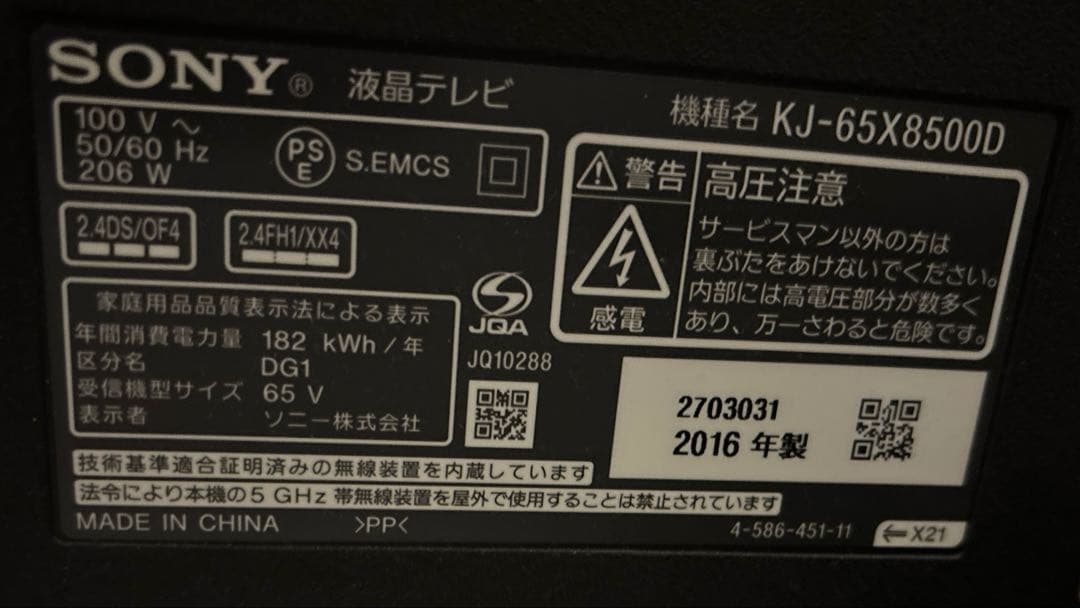 SONY® 液晶テレビ
機種名 KJ-65X8500D
100 V ～
50/60 Hz
206 W
PS
E
S.EMCS
2.4DS/OF4
2.4FH1/XX4
警告
感電
高圧注意
サービスマン以外の方は
裏ぶたをあけないでください。
内部には高電圧部分が数多く
あり、万一さわると危険です。
家庭用品品質表示法による表示
年間消費電力量 182 kWh / 年
区分名 DG1
受信機型サイズ 65 V
表示者 ソニー株式会社
JQA
JQ10288
2703031
2016 年製
技術基準適合証明済みの無線装置を内蔵しています
法令により本機の5 GHz 帯無線装置を屋外で使用することは禁止されています
MADE IN CHINA >PP<
4-586-451-11 ←X21